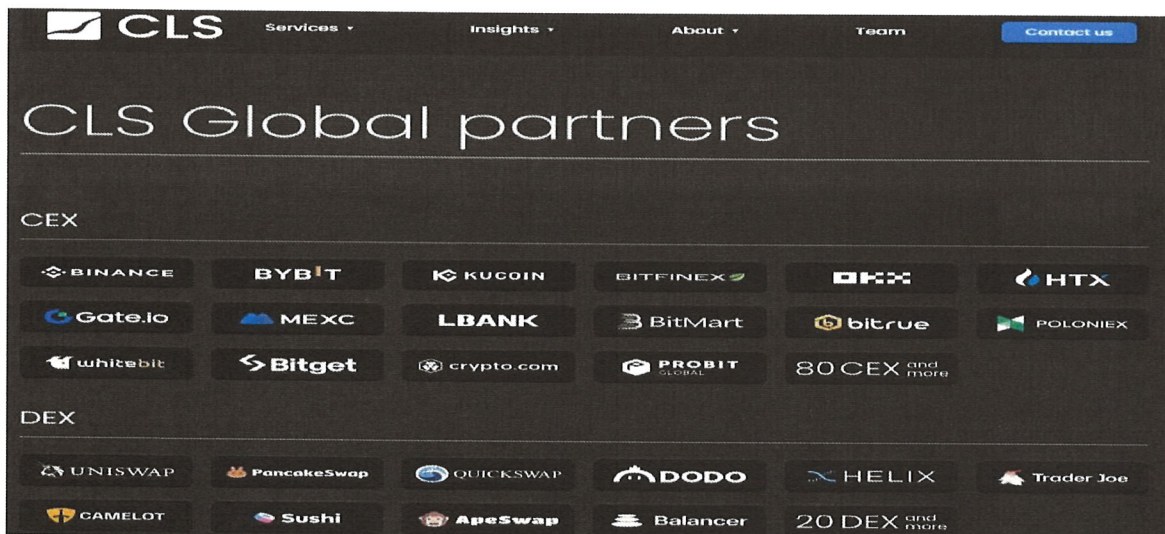 CLS Services Insights About Team Contact us
CLS Global partners
CEX
BINANCE BYBIT KUCOIN BITFINEX OKX HTX
Gate.io MEXC LBANK BitMart bitrue POLONIEX
whitebit Bitget crypto.com PROBIT GLOBAL 80 CEX and more
DEX
UNISWAP PancakeSwap QUICKSWAP DODO HELIX Trader Joe
CAMELOT Sushi ApeSwap Balancer 20 DEX and more